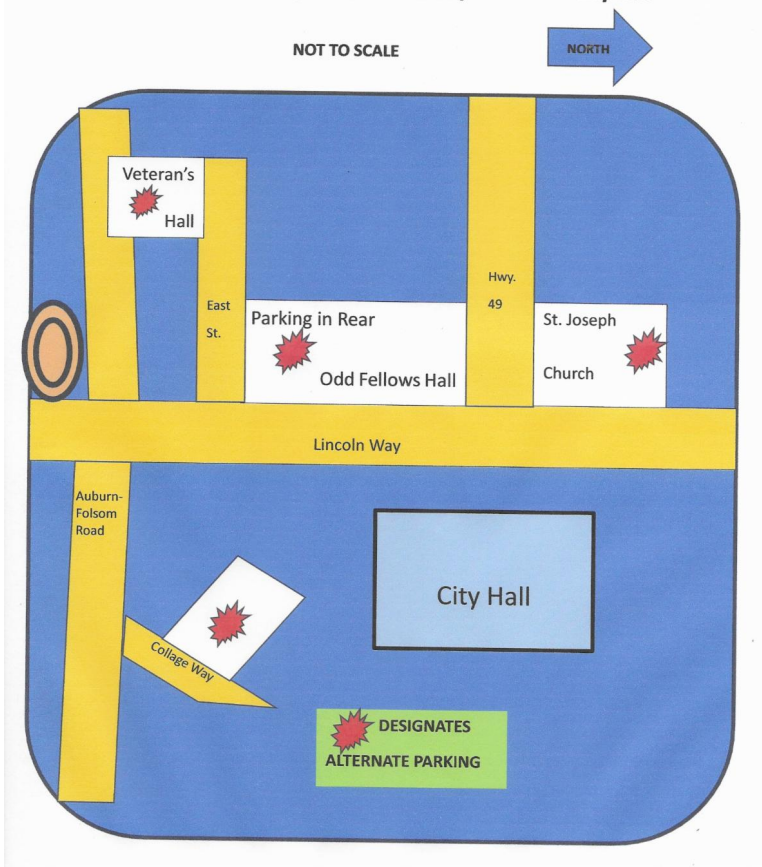 NOT TO SCALE
NORTH
Veteran's
Hall
East
St.
Parking in Rear
Odd Fellows Hall
Hwy.
49
St. Joseph
Church
Lincoln Way
Auburn-
Folsom
Road
Collage Way
City Hall
DESIGNATES
ALTERNATE PARKING